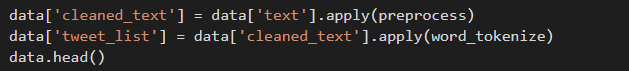 data['cleaned_text'] = data['text'].apply(preprocess)
data['tweet_list'] = data['cleaned_text'].apply(word_tokenize)
data.head()